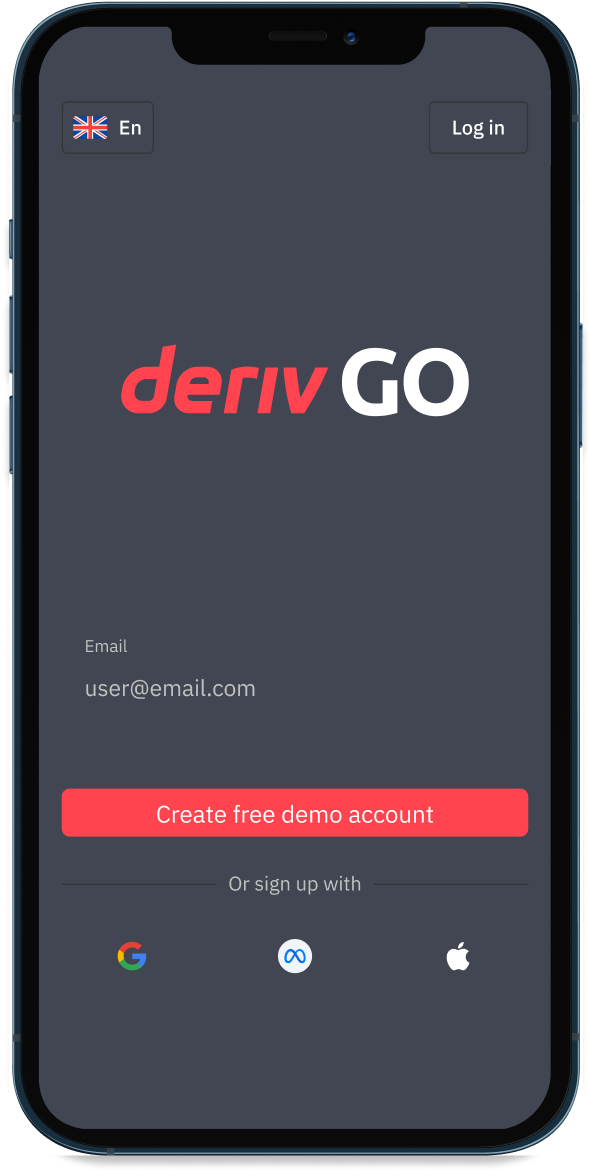 En
Log in
deriv GO
Email
user@email.com
Create free demo account
Or sign up with